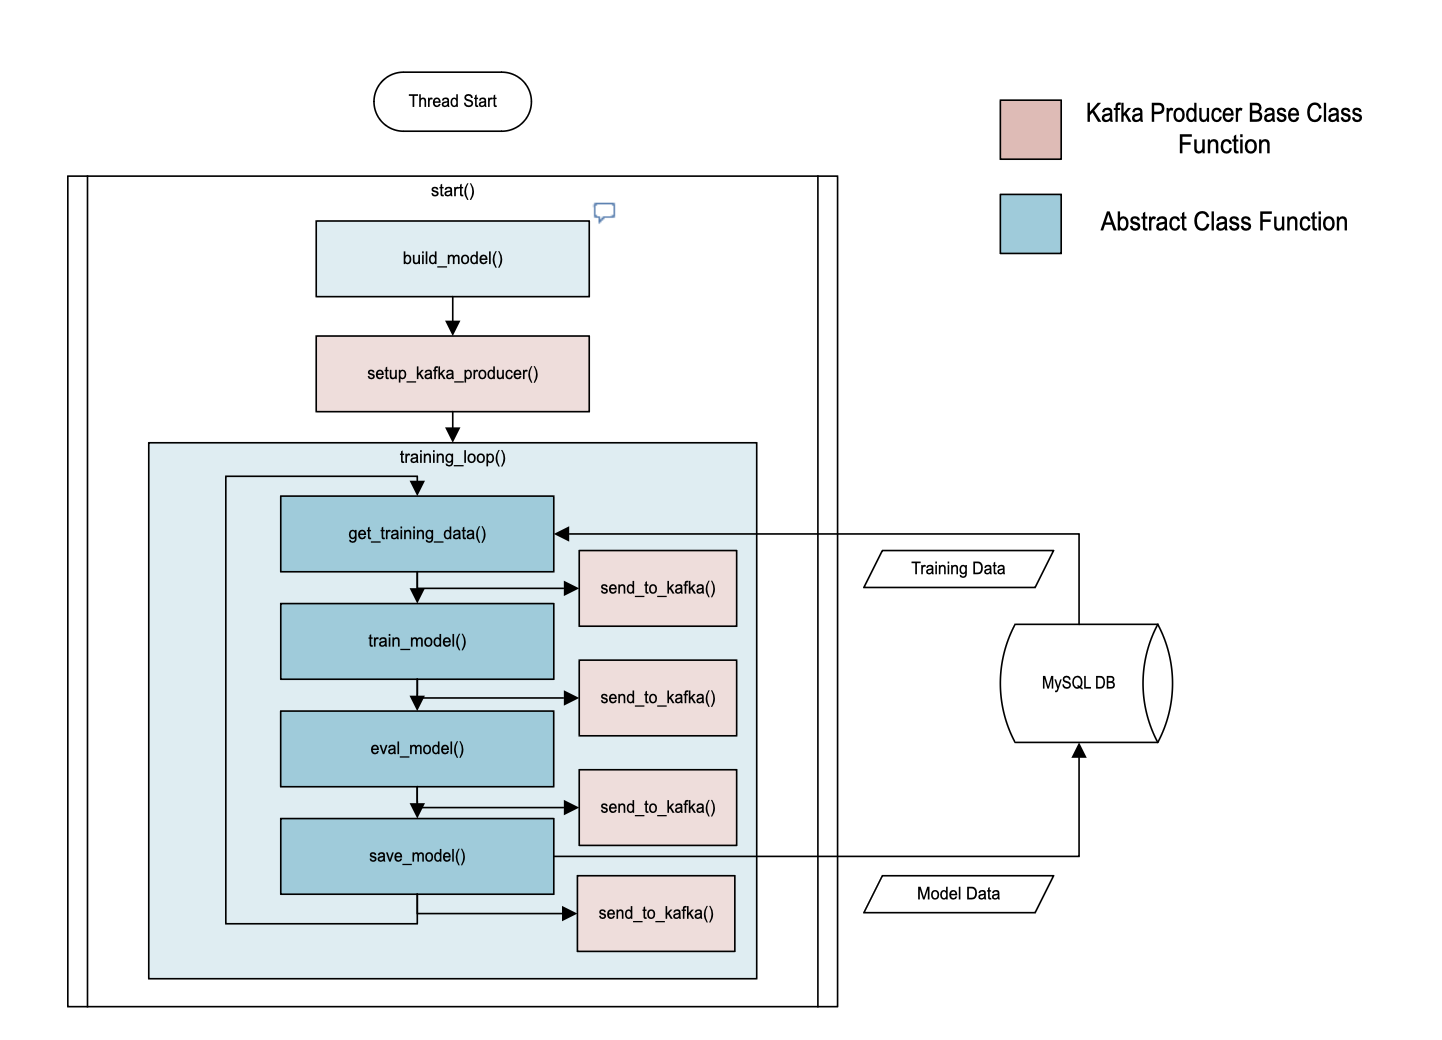 Thread Start
Kafka Producer Base Class
Function
Abstract Class Function
start()
build_model()
setup_kafka_producer()
training_loop()
get_training_data()
send_to_kafka()
Training Data
train_model()
send_to_kafka()
MySQL DB
eval_model()
send_to_kafka()
save_model()
Model Data
send_to_kafka()